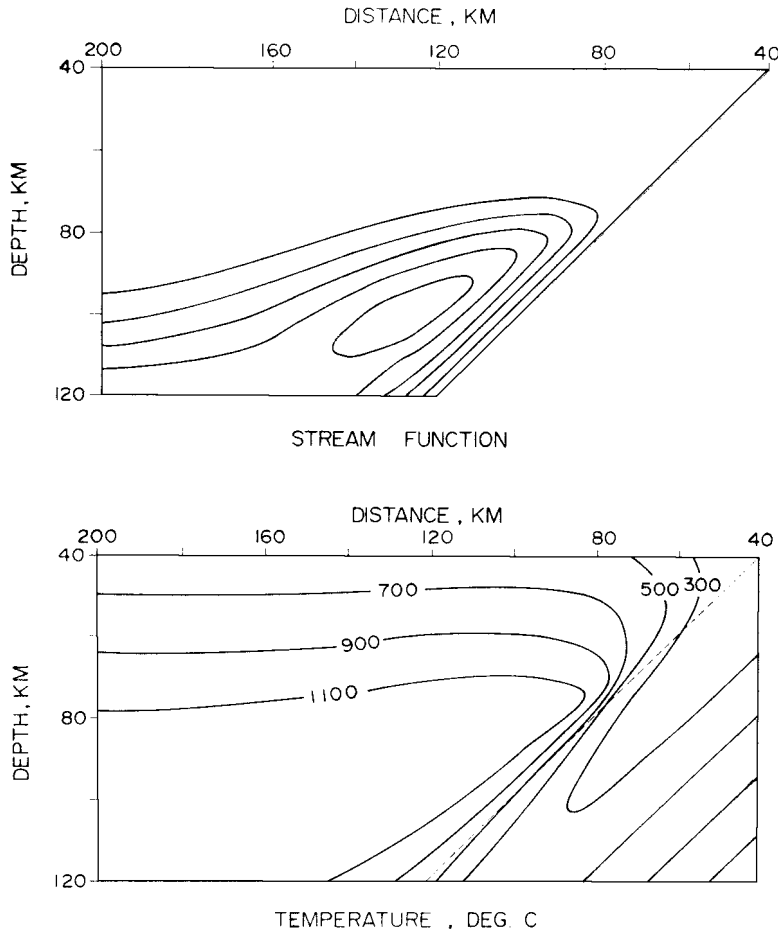 DISTANCE , KM
200 160 120 80 40
40
80
120
DEPTH, KM
STREAM FUNCTION
DISTANCE , KM
200 160 120 80 40
40
80
120
DEPTH, KM
700
900
1100
500 300
TEMPERATURE , DEG. C